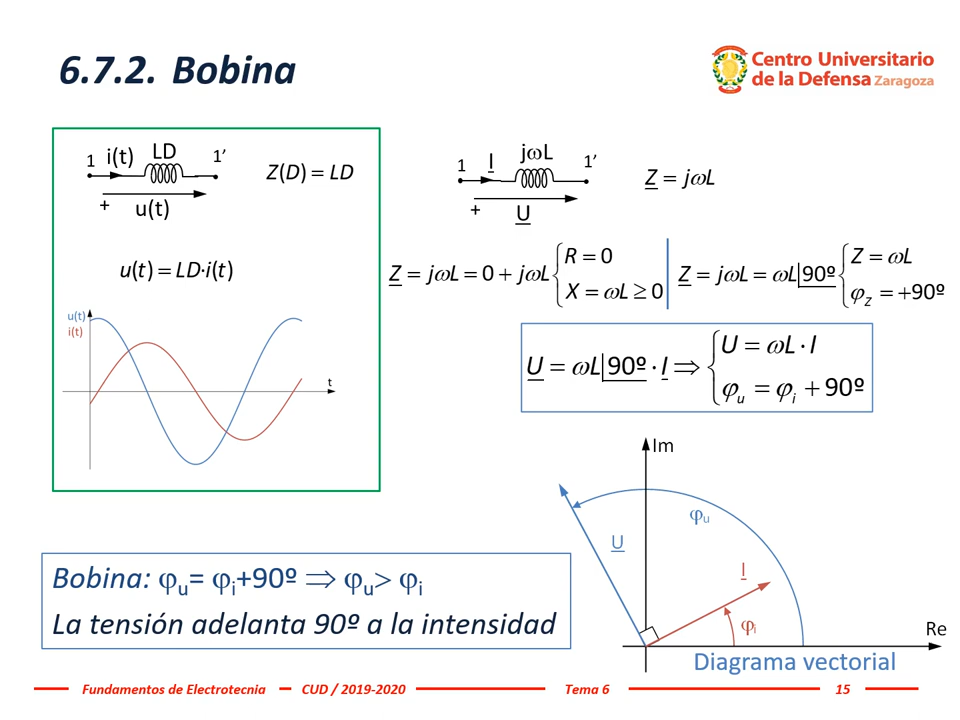 6.7.2. Bobina
Centro Universitario
de la Defensa Zaragoza
1 i(t) LD 1’
Z(D) = LD
+ u(t)
u(t) = LD·i(t)
u(t)
i(t)
t
1 I jωL 1’
Z = jωL
+ U
Z = jωL = 0 + jωL { R = 0
X = ωL ≥ 0
Z = jωL = ωL|90º { Z = ωL
φZ = +90º
U = ωL|90º · I ⇒ { U = ωL · I
φu = φi + 90º
Im
φu
U
I
φi
Re
Diagrama vectorial
Bobina: φu= φi+90º ⇒ φu> φi
La tensión adelanta 90º a la intensidad
Fundamentos de Electrotecnia CUD / 2019-2020 Tema 6 15